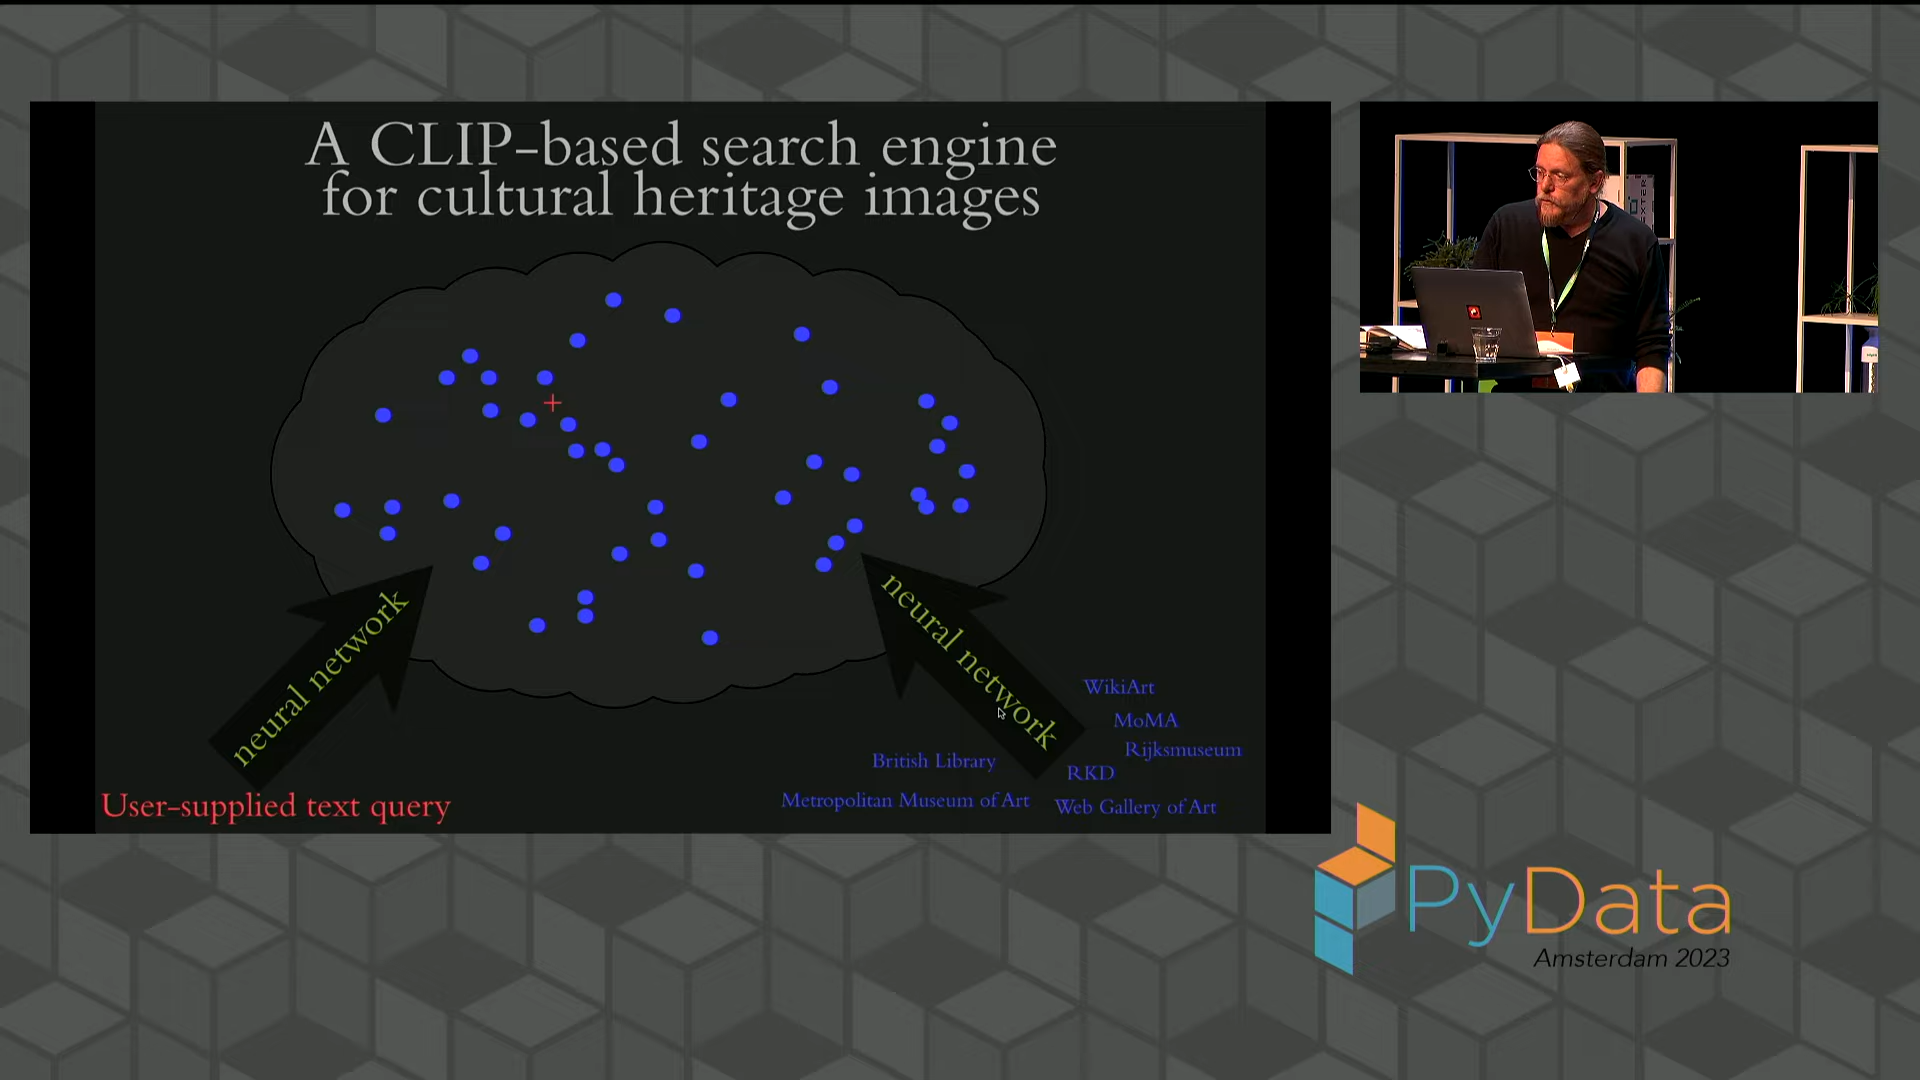 A CLIP-based search engine
for cultural heritage images
neural network
neural network
WikiArt
MoMA
Rijksmuseum
British Library
RKD
Metropolitan Museum of Art
Web Gallery of Art
User-supplied text query
PyData
Amsterdam 2023